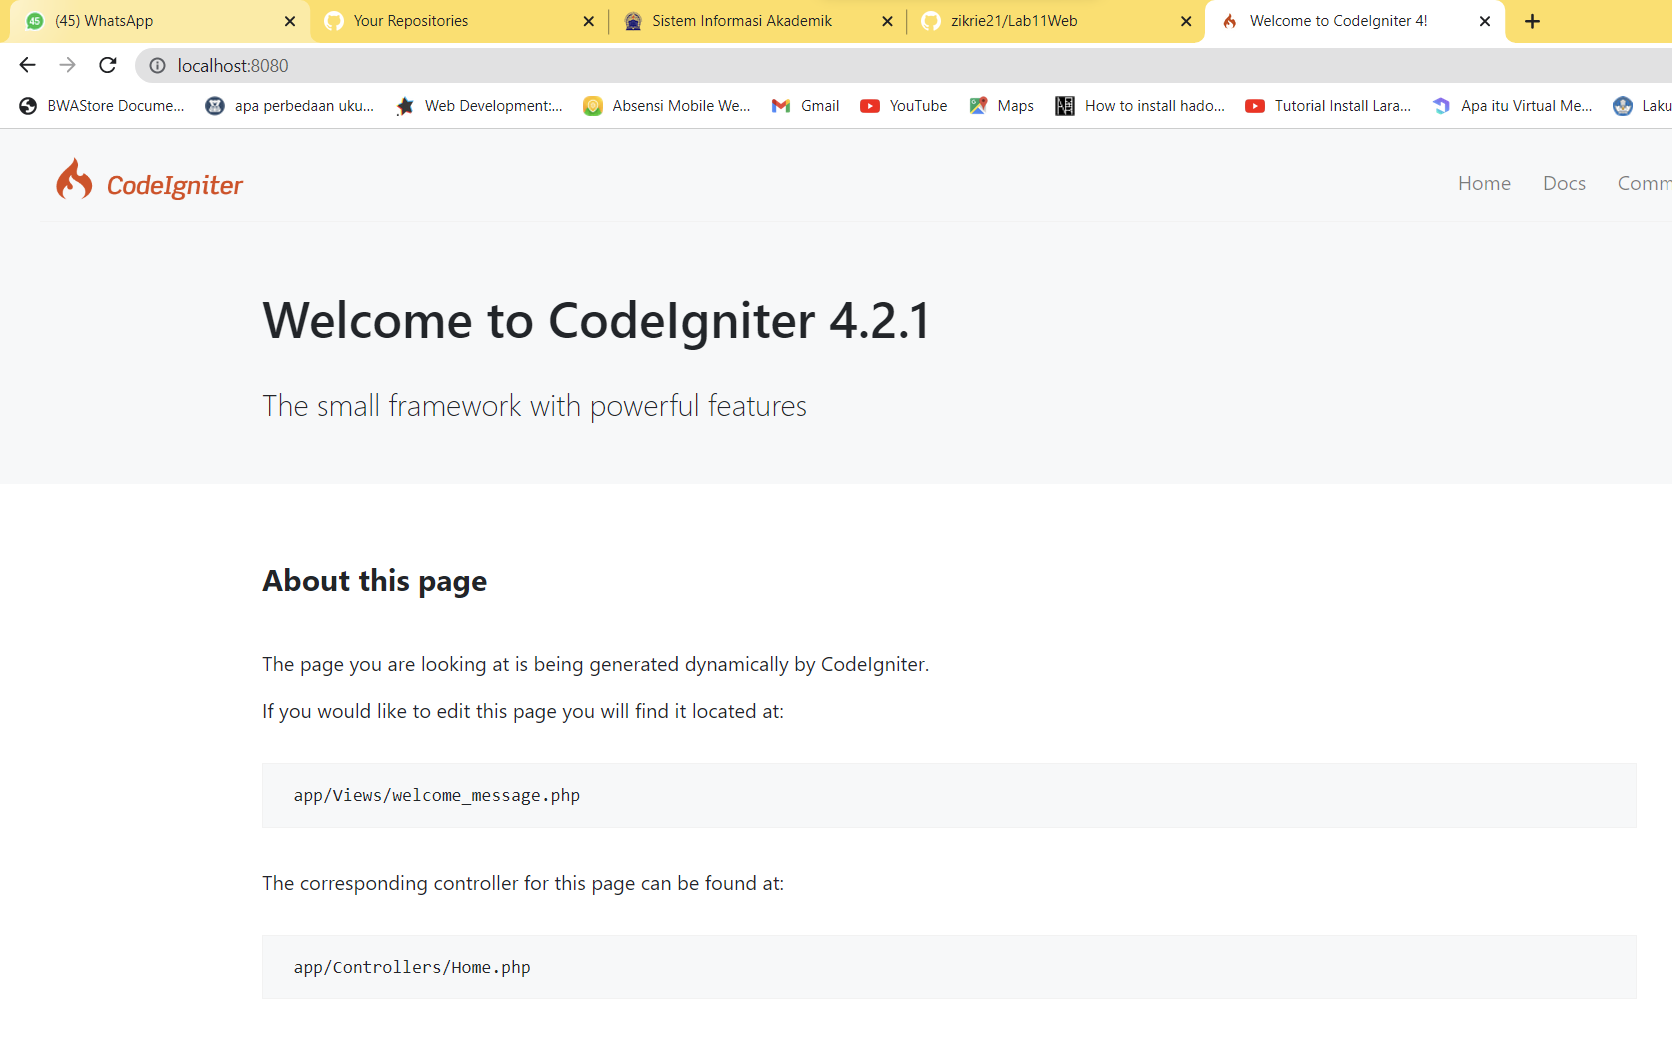 (45) WhatsApp
Your Repositories
Sistem Informasi Akademik
zikrie21/Lab11Web
Welcome to CodeIgniter 4!
localhost:8080
BWAStore Docume...
apa perbedaan uku...
Web Development:...
Absensi Mobile We...
Gmail
YouTube
Maps
How to install hado...
Tutorial Install Lara...
Apa itu Virtual Me...
Laku
CodeIgniter
Home
Docs
Comm
Welcome to CodeIgniter 4.2.1
The small framework with powerful features
About this page
The page you are looking at is being generated dynamically by CodeIgniter.
If you would like to edit this page you will find it located at:
app/Views/welcome_message.php
The corresponding controller for this page can be found at:
app/Controllers/Home.php